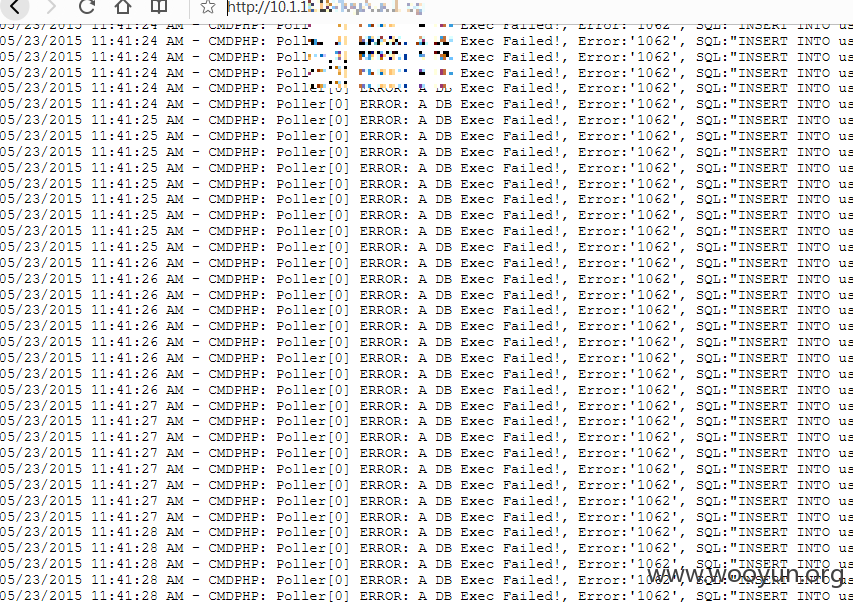 http://10.1.1
05/23/2015 11:41:24 AM - CMDPHP: Poll Exec Failed!, Error:'1062', SQL:"INSERT INTO us
05/23/2015 11:41:24 AM - CMDPHP: Poll Exec Failed!, Error:'1062', SQL:"INSERT INTO us
05/23/2015 11:41:24 AM - CMDPHP: Poll Exec Failed!, Error:'1062', SQL:"INSERT INTO us
05/23/2015 11:41:24 AM - CMDPHP: Poll Exec Failed!, Error:'1062', SQL:"INSERT INTO us
05/23/2015 11:41:24 AM - CMDPHP: Poll Exec Failed!, Error:'1062', SQL:"INSERT INTO us
05/23/2015 11:41:24 AM - CMDPHP: Poller[0] ERROR: A DB Exec Failed!, Error:'1062', SQL:"INSERT INTO us
05/23/2015 11:41:25 AM - CMDPHP: Poller[0] ERROR: A DB Exec Failed!, Error:'1062', SQL:"INSERT INTO us
05/23/2015 11:41:25 AM - CMDPHP: Poller[0] ERROR: A DB Exec Failed!, Error:'1062', SQL:"INSERT INTO us
05/23/2015 11:41:25 AM - CMDPHP: Poller[0] ERROR: A DB Exec Failed!, Error:'1062', SQL:"INSERT INTO us
05/23/2015 11:41:25 AM - CMDPHP: Poller[0] ERROR: A DB Exec Failed!, Error:'1062', SQL:"INSERT INTO us
05/23/2015 11:41:25 AM - CMDPHP: Poller[0] ERROR: A DB Exec Failed!, Error:'1062', SQL:"INSERT INTO us
05/23/2015 11:41:25 AM - CMDPHP: Poller[0] ERROR: A DB Exec Failed!, Error:'1062', SQL:"INSERT INTO us
05/23/2015 11:41:25 AM - CMDPHP: Poller[0] ERROR: A DB Exec Failed!, Error:'1062', SQL:"INSERT INTO us
05/23/2015 11:41:25 AM - CMDPHP: Poller[0] ERROR: A DB Exec Failed!, Error:'1062', SQL:"INSERT INTO us
05/23/2015 11:41:25 AM - CMDPHP: Poller[0] ERROR: A DB Exec Failed!, Error:'1062', SQL:"INSERT INTO us
05/23/2015 11:41:26 AM - CMDPHP: Poller[0] ERROR: A DB Exec Failed!, Error:'1062', SQL:"INSERT INTO us
05/23/2015 11:41:26 AM - CMDPHP: Poller[0] ERROR: A DB Exec Failed!, Error:'1062', SQL:"INSERT INTO us
05/23/2015 11:41:26 AM - CMDPHP: Poller[0] ERROR: A DB Exec Failed!, Error:'1062', SQL:"INSERT INTO us
05/23/2015 11:41:26 AM - CMDPHP: Poller[0] ERROR: A DB Exec Failed!, Error:'1062', SQL:"INSERT INTO us
05/23/2015 11:41:26 AM - CMDPHP: Poller[0] ERROR: A DB Exec Failed!, Error:'1062', SQL:"INSERT INTO us
05/23/2015 11:41:26 AM - CMDPHP: Poller[0] ERROR: A DB Exec Failed!, Error:'1062', SQL:"INSERT INTO us
05/23/2015 11:41:26 AM - CMDPHP: Poller[0] ERROR: A DB Exec Failed!, Error:'1062', SQL:"INSERT INTO us
05/23/2015 11:41:26 AM - CMDPHP: Poller[0] ERROR: A DB Exec Failed!, Error:'1062', SQL:"INSERT INTO us
05/23/2015 11:41:26 AM - CMDPHP: Poller[0] ERROR: A DB Exec Failed!, Error:'1062', SQL:"INSERT INTO us
05/23/2015 11:41:27 AM - CMDPHP: Poller[0] ERROR: A DB Exec Failed!, Error:'1062', SQL:"INSERT INTO us
05/23/2015 11:41:27 AM - CMDPHP: Poller[0] ERROR: A DB Exec Failed!, Error:'1062', SQL:"INSERT INTO us
05/23/2015 11:41:27 AM - CMDPHP: Poller[0] ERROR: A DB Exec Failed!, Error:'1062', SQL:"INSERT INTO us
05/23/2015 11:41:27 AM - CMDPHP: Poller[0] ERROR: A DB Exec Failed!, Error:'1062', SQL:"INSERT INTO us
05/23/2015 11:41:27 AM - CMDPHP: Poller[0] ERROR: A DB Exec Failed!, Error:'1062', SQL:"INSERT INTO us
05/23/2015 11:41:27 AM - CMDPHP: Poller[0] ERROR: A DB Exec Failed!, Error:'1062', SQL:"INSERT INTO us
05/23/2015 11:41:27 AM - CMDPHP: Poller[0] ERROR: A DB Exec Failed!, Error:'1062', SQL:"INSERT INTO us
05/23/2015 11:41:27 AM - CMDPHP: Poller[0] ERROR: A DB Exec Failed!, Error:'1062', SQL:"INSERT INTO us
05/23/2015 11:41:28 AM - CMDPHP: Poller[0] ERROR: A DB Exec Failed!, Error:'1062', SQL:"INSERT INTO us
05/23/2015 11:41:28 AM - CMDPHP: Poller[0] ERROR: A DB Exec Failed!, Error:'1062', SQL:"INSERT INTO us
05/23/2015 11:41:28 AM - CMDPHP: Poller[0] ERROR: A DB Exec Failed!, Error:'1062', SQL:"INSERT INTO us
05/23/2015 11:41:28 AM - CMDPHP: Poller[0] ERROR: A DB Exec Failed!, Error:'1062', SQL:"INSERT INTO us
05/23/2015 11:41:28 AM - CMDPHP: Poller[0] ERROR: A DB Exec Failed!, Error:'1062', SQL:"INSERT INTO us
www.wooyun.org